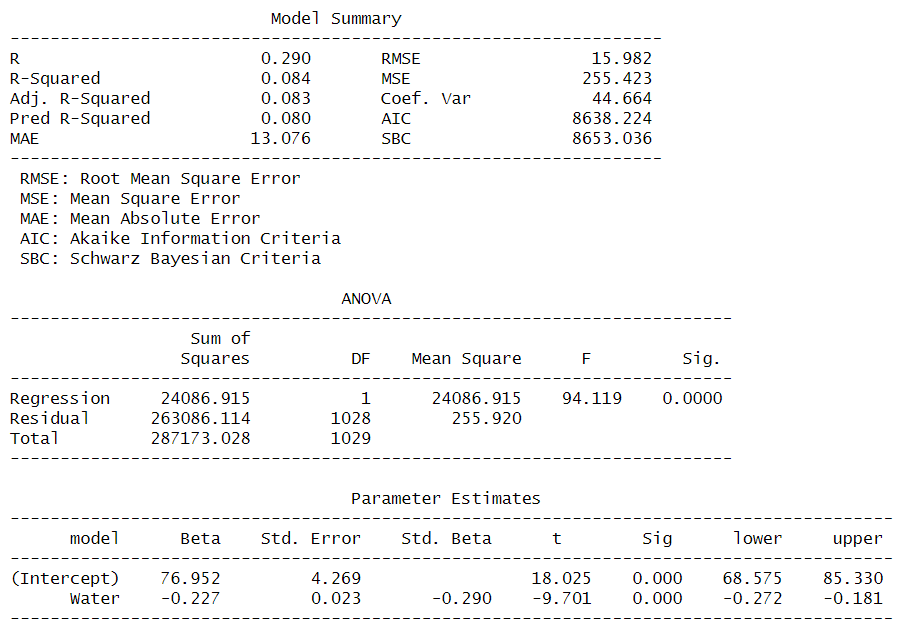 Model Summary
-----------------------------------------------------------------
R                        0.290       RMSE                 15.982
R-Squared                0.084       MSE                 255.423
Adj. R-Squared           0.083       Coef. Var            44.664
Pred R-Squared           0.080       AIC                8638.224
MAE                     13.076       SBC                8653.036
-----------------------------------------------------------------
RMSE: Root Mean Square Error
MSE: Mean Square Error
MAE: Mean Absolute Error
AIC: Akaike Information Criteria
SBC: Schwarz Bayesian Criteria
ANOVA
------------------------------------------------------------------------
Sum of
Squares          DF    Mean Square      F         Sig.
------------------------------------------------------------------------
Regression     24086.915           1      24086.915    94.119    0.0000
Residual      263086.114        1028        255.920
Total         287173.028        1029
------------------------------------------------------------------------
Parameter Estimates
----------------------------------------------------------------------------------------
model      Beta    Std. Error    Std. Beta      t        Sig      lower     upper
----------------------------------------------------------------------------------------
(Intercept)    76.952         4.269                 18.025    0.000    68.575    85.330
Water    -0.227         0.023       -0.290    -9.701    0.000    -0.272    -0.181
----------------------------------------------------------------------------------------